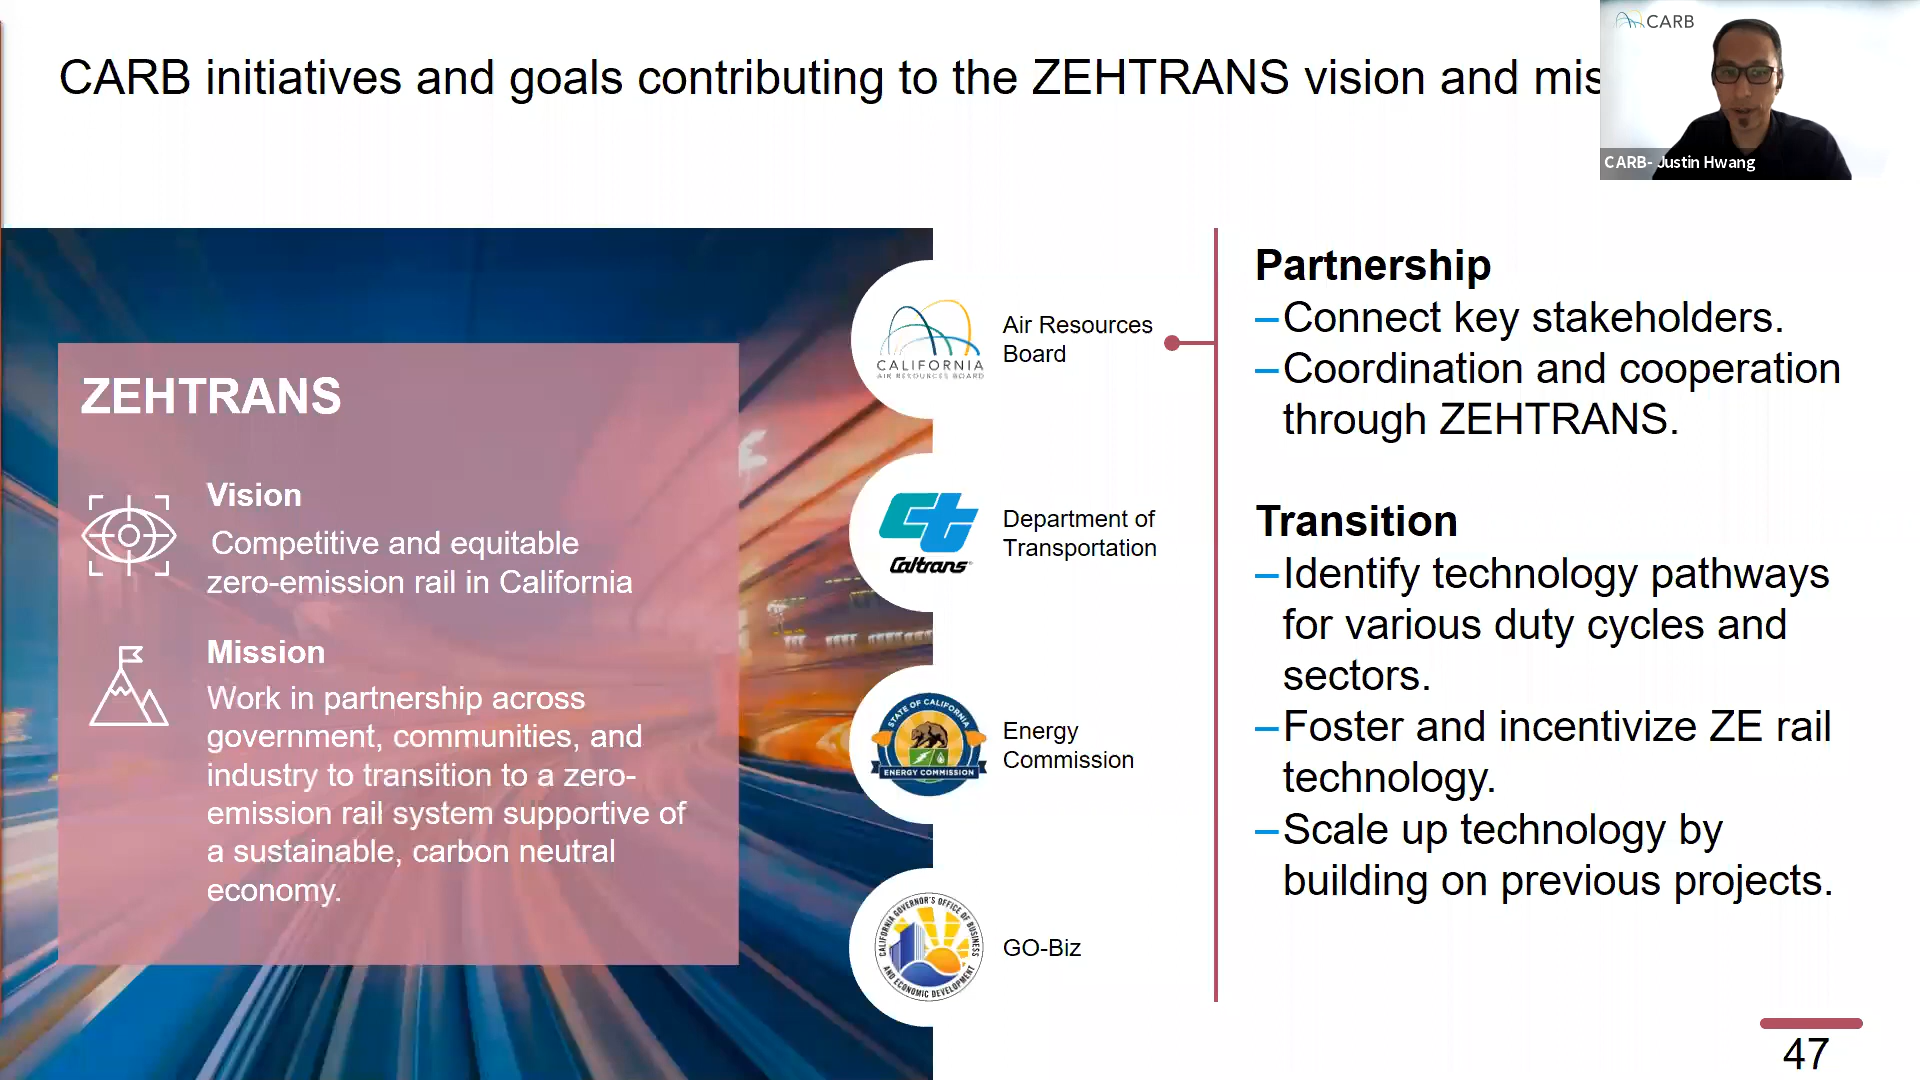 CARB initiatives and goals contributing to the ZEHTRANS vision and mis
CARB
CARB- Justin Hwang
ZEHTRANS
Vision
Competitive and equitable
zero-emission rail in California
Mission
Work in partnership across
government, communities, and
industry to transition to a zero-
emission rail system supportive of
a sustainable, carbon neutral
economy.
CALIFORNIA
AIR RESOURCES BOARD
Air Resources
Board
Caltrans
Department of
Transportation
STATE OF CALIFORNIA
ENERGY COMMISSION
Energy
Commission
CALIFORNIA GOVERNOR'S OFFICE OF BUSINESS
AND ECONOMIC DEVELOPMENT
GO-Biz
Partnership
–Connect key stakeholders.
–Coordination and cooperation
through ZEHTRANS.
Transition
–Identify technology pathways
for various duty cycles and
sectors.
–Foster and incentivize ZE rail
technology.
–Scale up technology by
building on previous projects.
47